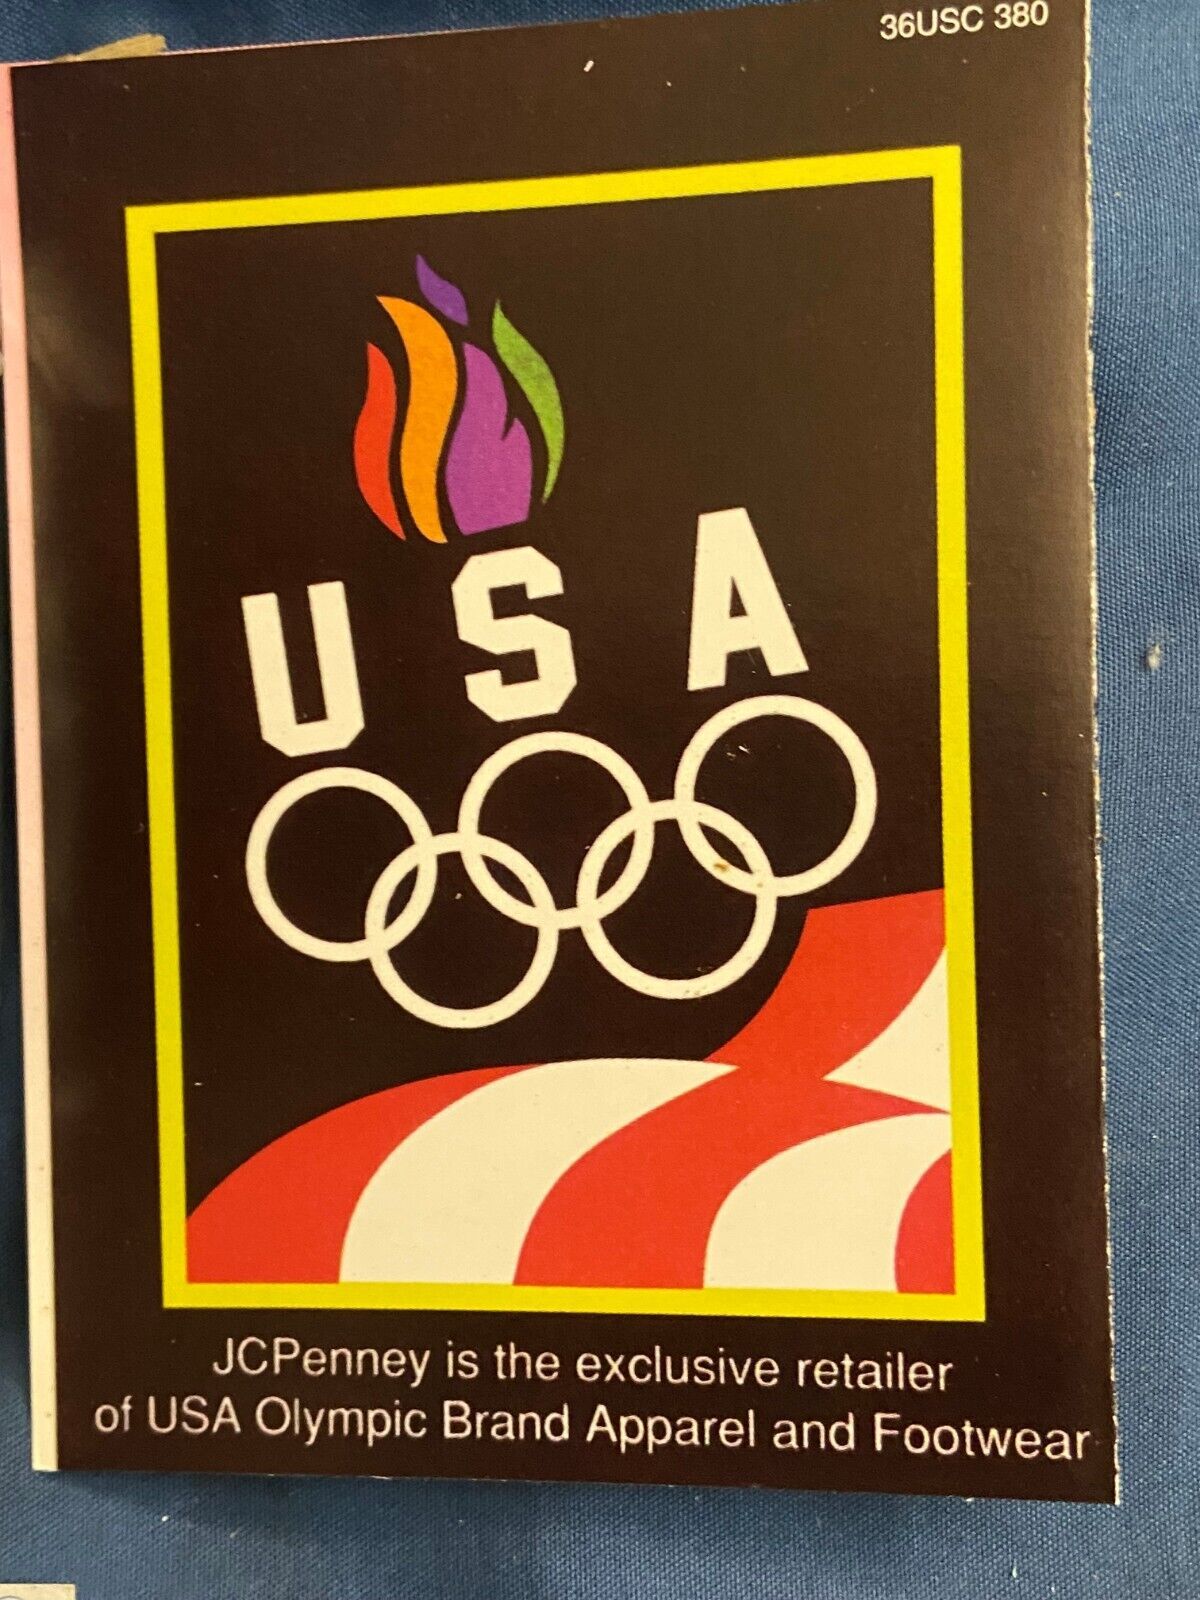 36USC 380
USA
JCPenney is the exclusive retailer
of USA Olympic Brand Apparel and Footwear